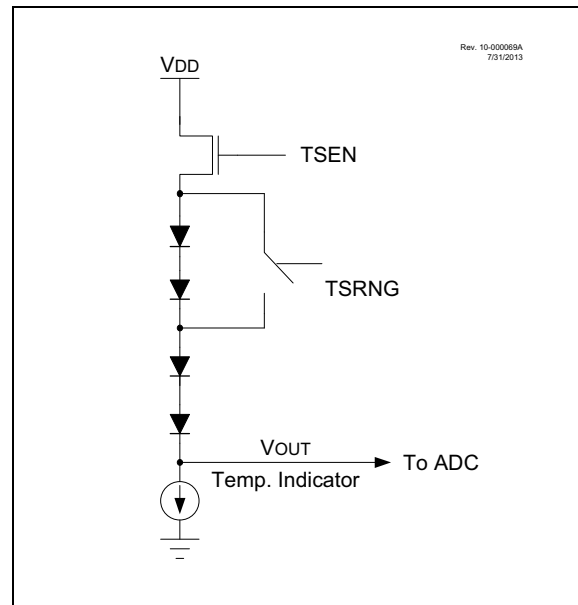 Rev. 10-000069A
7/31/2013
VDD
TSEN
TSRNG
VOUT
To ADC
Temp. Indicator